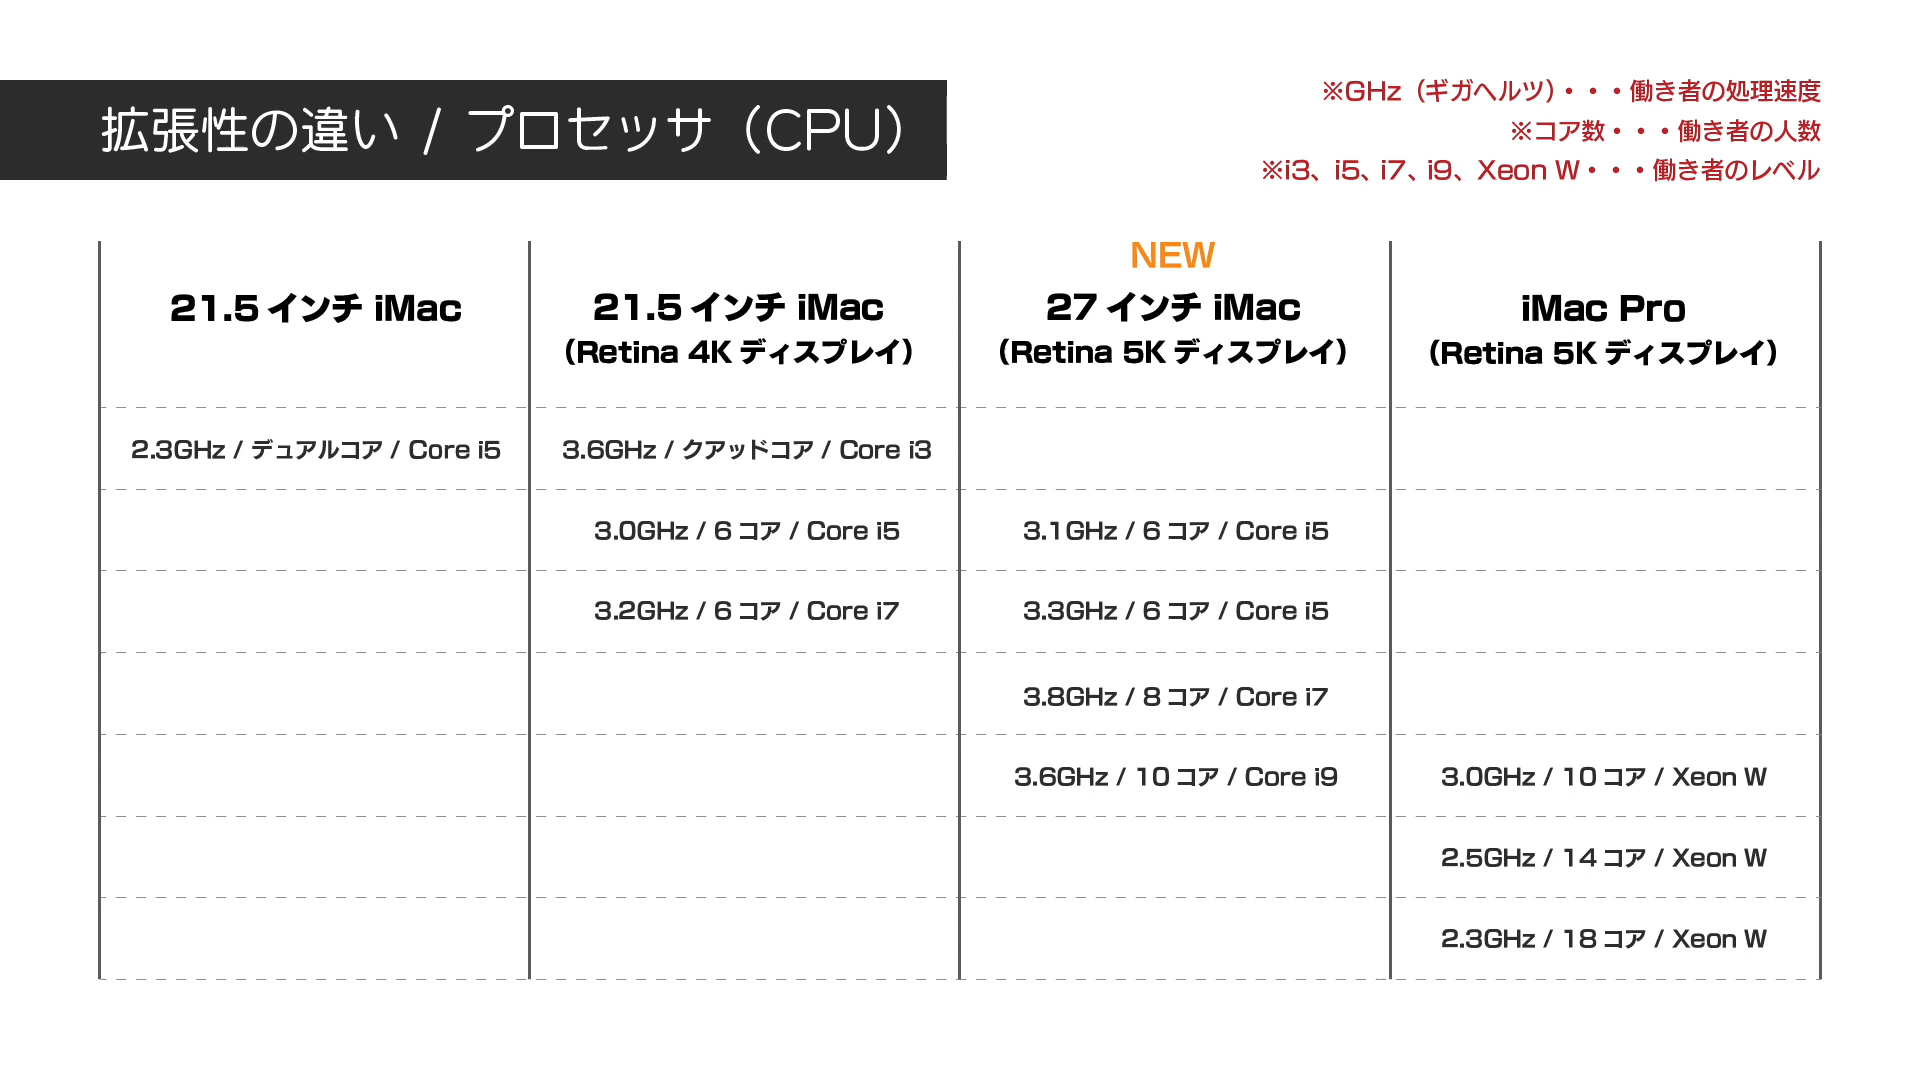 拡張性の違い / プロセッサ（CPU）
※GHz（ギガヘルツ）・・・働き者の処理速度
※コア数・・・働き者の人数
※i3、i5、i7、i9、Xeon W・・・働き者のレベル
NEW
21.5インチ iMac
21.5インチ iMac
（Retina 4K ディスプレイ）
27インチ iMac
（Retina 5K ディスプレイ）
iMac Pro
（Retina 5K ディスプレイ）
2.3GHz / デュアルコア / Core i5
3.6GHz / クアッドコア / Core i3
3.0GHz / 6コア / Core i5
3.1GHz / 6コア / Core i5
3.2GHz / 6コア / Core i7
3.3GHz / 6コア / Core i5
3.8GHz / 8コア / Core i7
3.6GHz / 10コア / Core i9
3.0GHz / 10コア / Xeon W
2.5GHz / 14コア / Xeon W
2.3GHz / 18コア / Xeon W